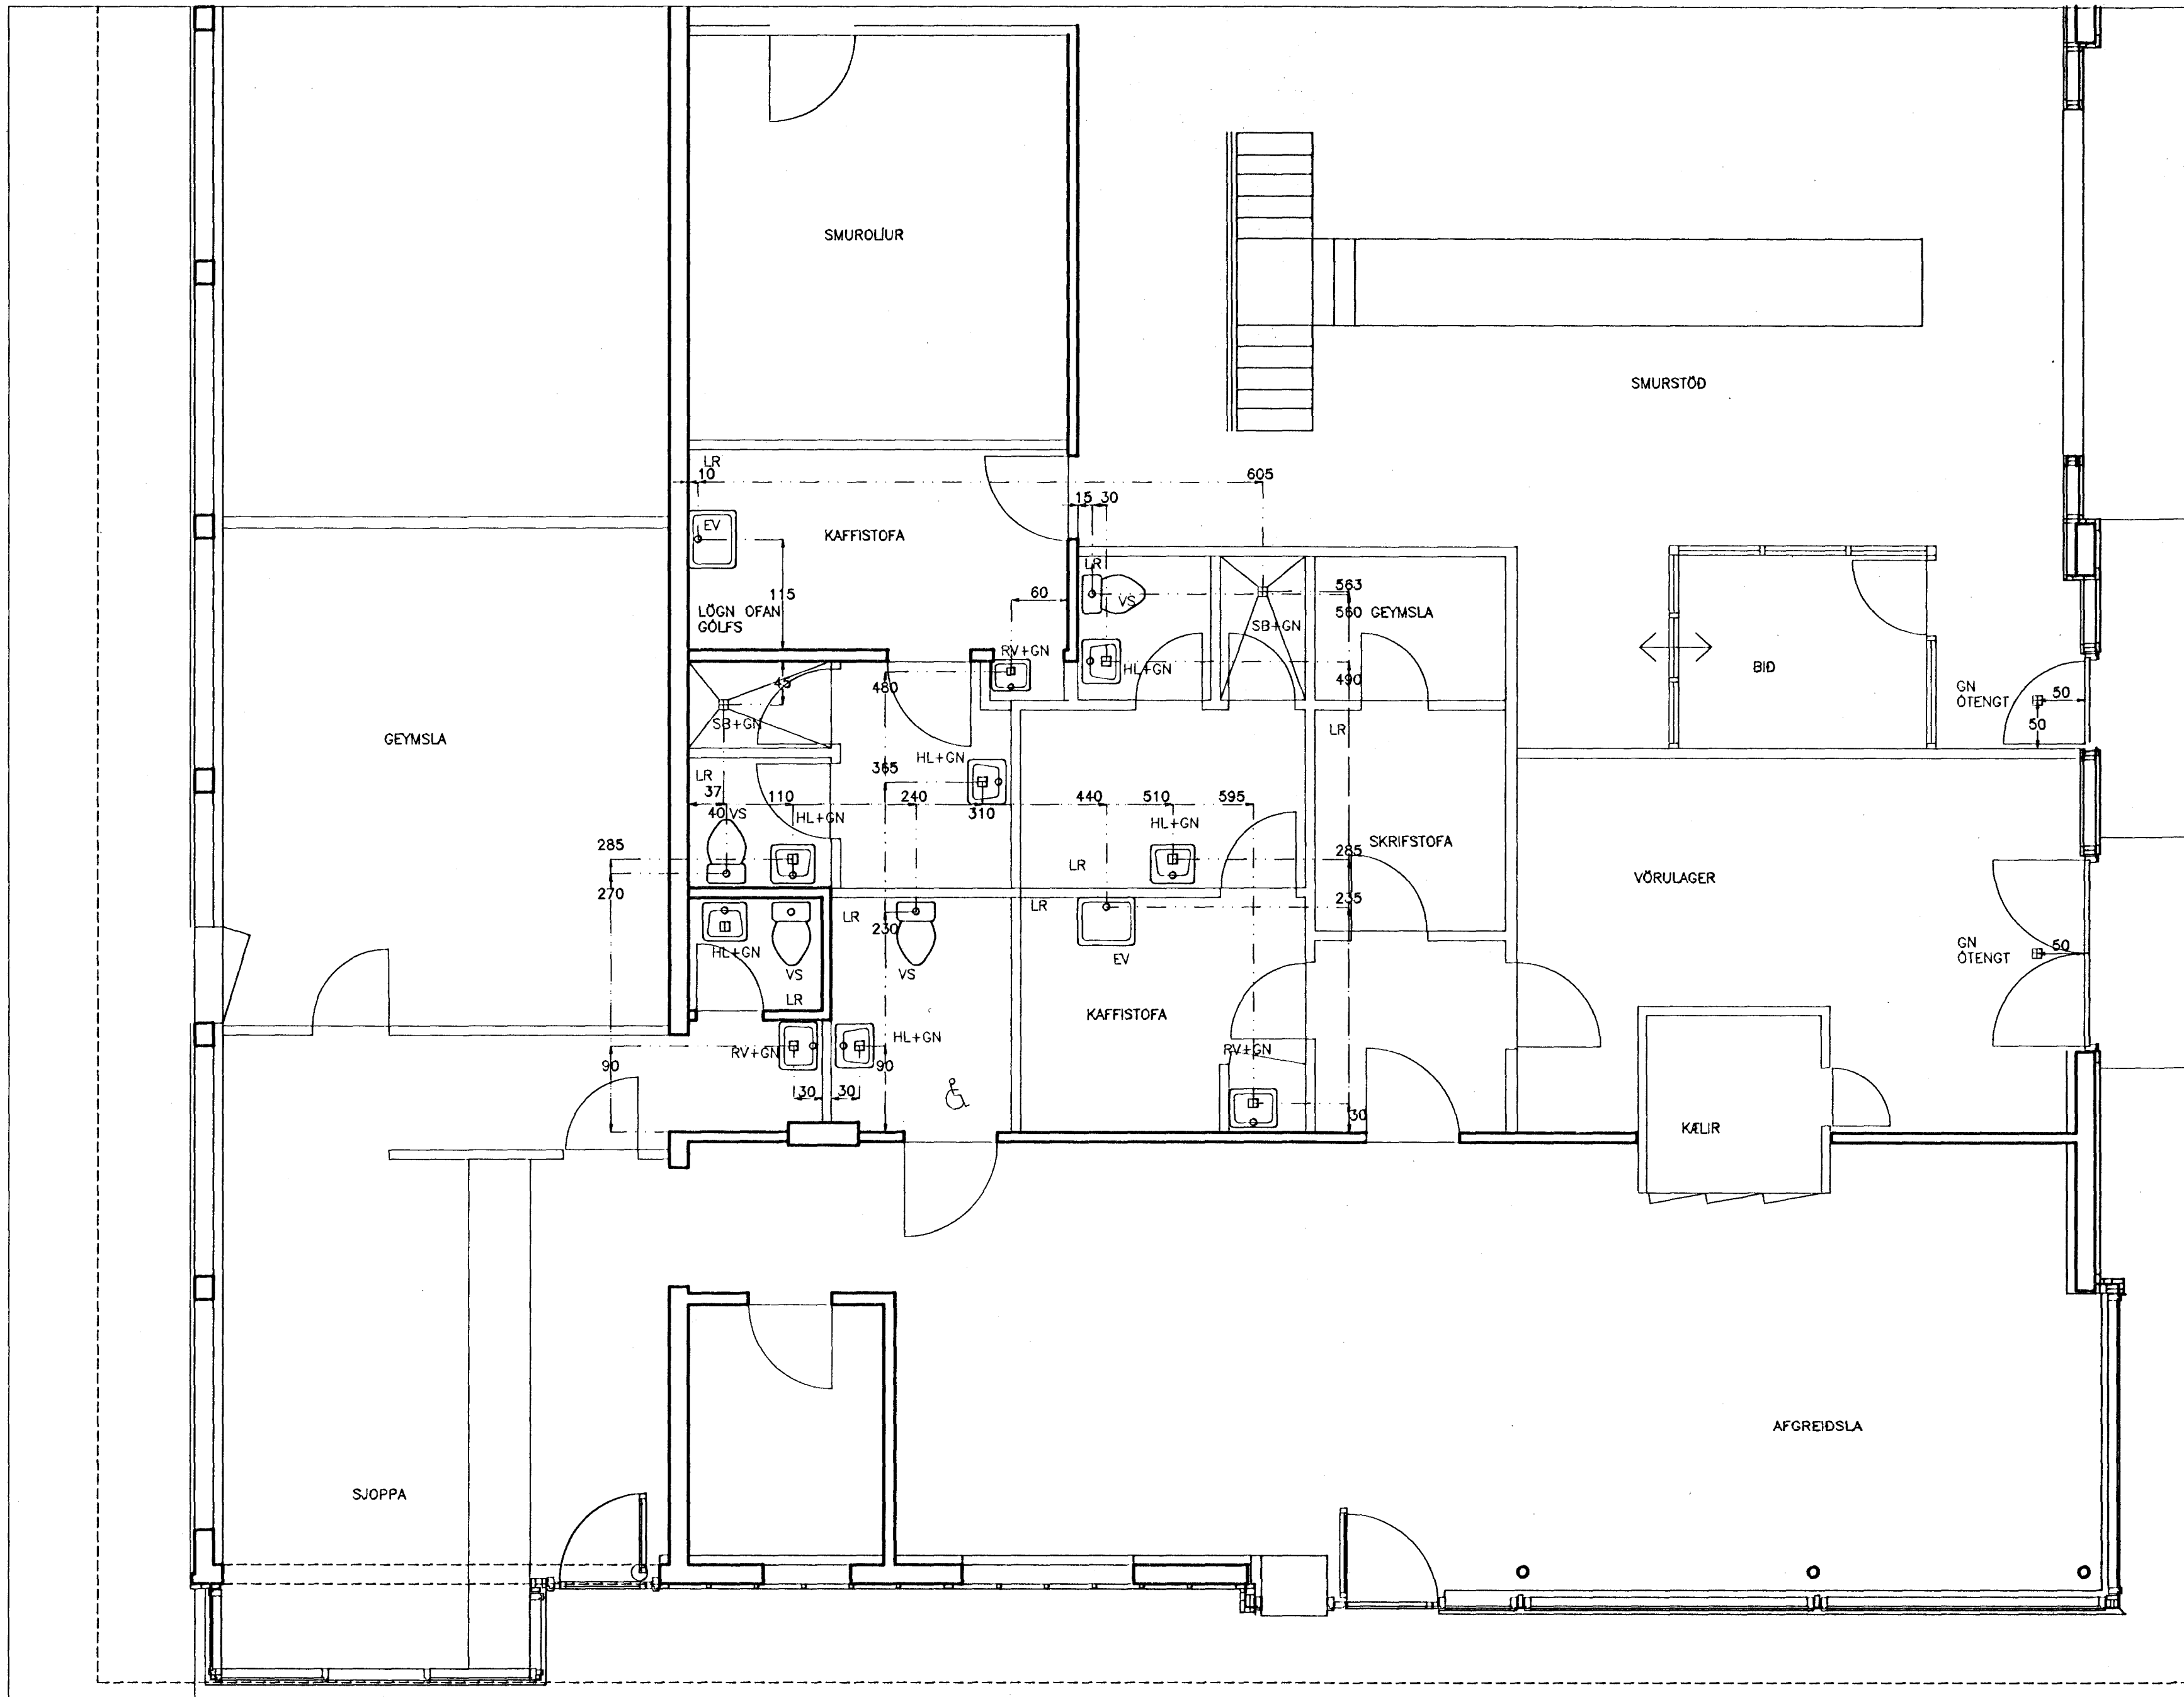 SMUROLÍUR
SMURSTÖÐ
LR
10
605
15 30
EV
KAFFISTOFA
LR
563
60
VS
115
560 GEYMSLA
LÖGN OFAN
GÓLFS
SB+GN
RV+GN
HL+GN
BIÐ
45
480
490
GN
ÓTENGT
50
SB+GN
50
LR
GEYMSLA
HL+GN
365
LR
37
110
240
440
510
595
40 VS
HL+GN
310
HL+GN
SKRIFSTOFA
285
285
LR
VÖRULAGER
270
235
LR
LR
230
GN
ÓTENGT
50
HL+GN
EV
VS
VS
LR
KAFFISTOFA
HL+GN
RV+GN
RV+GN
90
90
30
30
30
KÆLIR
AFGREIÐSLA
SJOPPA